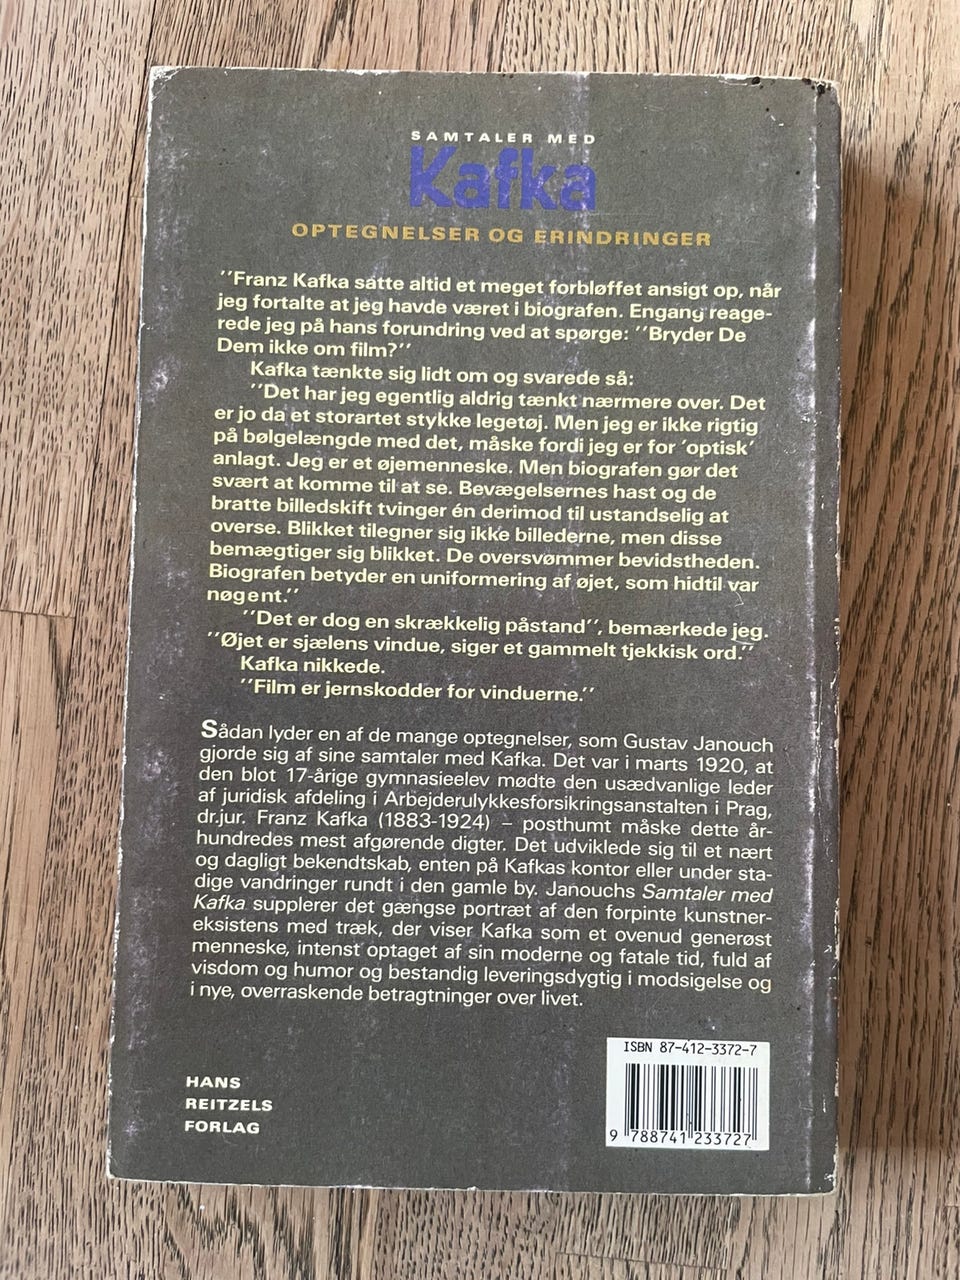 SAMTALER MED
Kafka
OPTEGNELSER OG ERINDRINGER
''Franz Kafka satte altid et meget forbløffet ansigt op, når
jeg fortalte at jeg havde været i biografen. Engang reage-
rede jeg på hans forundring ved at spørge: ''Bryder De
Dem ikke om film?''
Kafka tænkte sig lidt om og svarede så:
''Det har jeg egentlig aldrig tænkt nærmere over. Det
er jo da et storartet stykke legetøj. Men jeg er ikke rigtig
på bølgelængde med det, måske fordi jeg er for 'optisk'
anlagt. Jeg er et øjemenneske. Men biografen gør det
svært at komme til at se. Bevægelsernes hast og de
bratte billedskift tvinger én derimod til ustandselig at
overse. Blikket tilegner sig ikke billederne, men disse
bemægtiger sig blikket. De oversvømmer bevidstheden.
Biografen betyder en uniformering af øjet, som hidtil var
nøgent.''
''Det er dog en skrækkelig påstand'', bemærkede jeg.
''Øjet er sjælens vindue, siger et gammelt tjekkisk ord.''
Kafka nikkede.
''Film er jernskodder for vinduerne.''
Sådan lyder en af de mange optegnelser, som Gustav Janouch
gjorde sig af sine samtaler med Kafka. Det var i marts 1920, at
den blot 17-årige gymnasieelev mødte den usædvanlige leder
af juridisk afdeling i Arbejderulykkesforsikringsanstalten i Prag,
dr.jur. Franz Kafka (1883-1924) – posthumt måske dette år-
hundredes mest afgørende digter. Det udviklede sig til et nært
og dagligt bekendtskab, enten på Kafkas kontor eller under sta-
dige vandringer rundt i den gamle by. Janouchs Samtaler med
Kafka supplerer det gængse portræt af den forpinte kunstner-
eksistens med træk, der viser Kafka som et ovenud generøst
menneske, intenst optaget af sin moderne og fatale tid, fuld af
visdom og humor og bestandig leveringsdygtig i modsigelse og
i nye, overraskende betragtninger over livet.
ISBN 87-412-3372-7
HANS
REITZELS
FORLAG
9 788741 233727